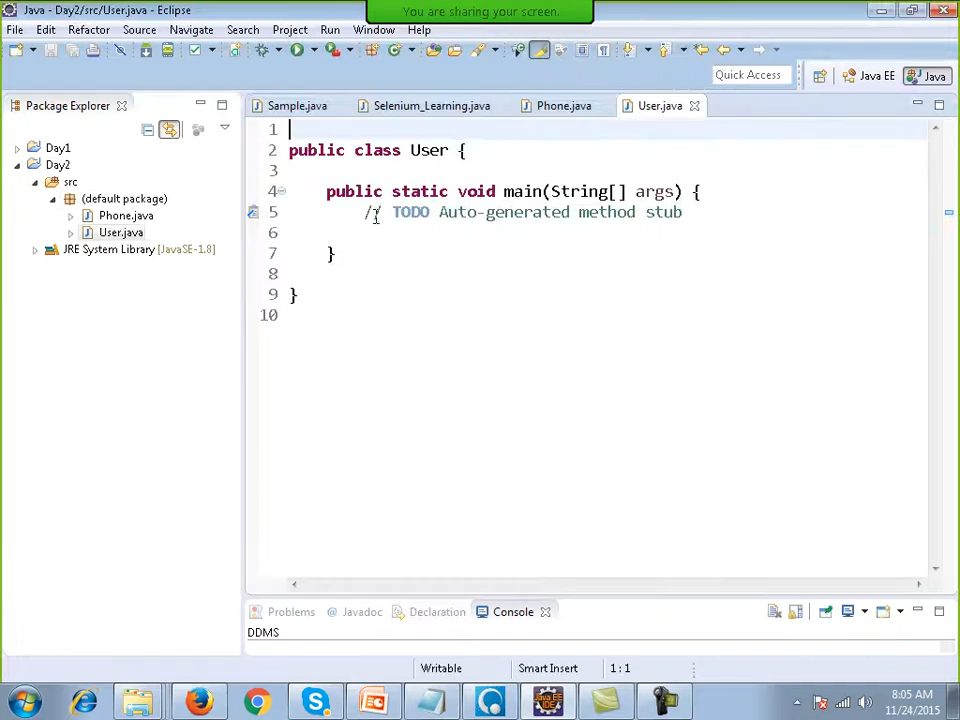 Java - Day2/src/User.java - Eclipse
You are sharing your screen.
File Edit Refactor Source Navigate Search Project Run Window Help
Quick Access
Java EE
Java
Package Explorer
Sample.java
Selenium_Learning.java
Phone.java
User.java
Day1
Day2
src
(default package)
Phone.java
User.java
JRE System Library [JavaSE-1.8]
1
2 public class User {
3
4 public static void main(String[] args) {
5 // TODO Auto-generated method stub
6
7 }
8
9 }
10
Problems
@ Javadoc
Declaration
Console
DDMS
Writable
Smart Insert
1 : 1
8:05 AM
11/24/2015